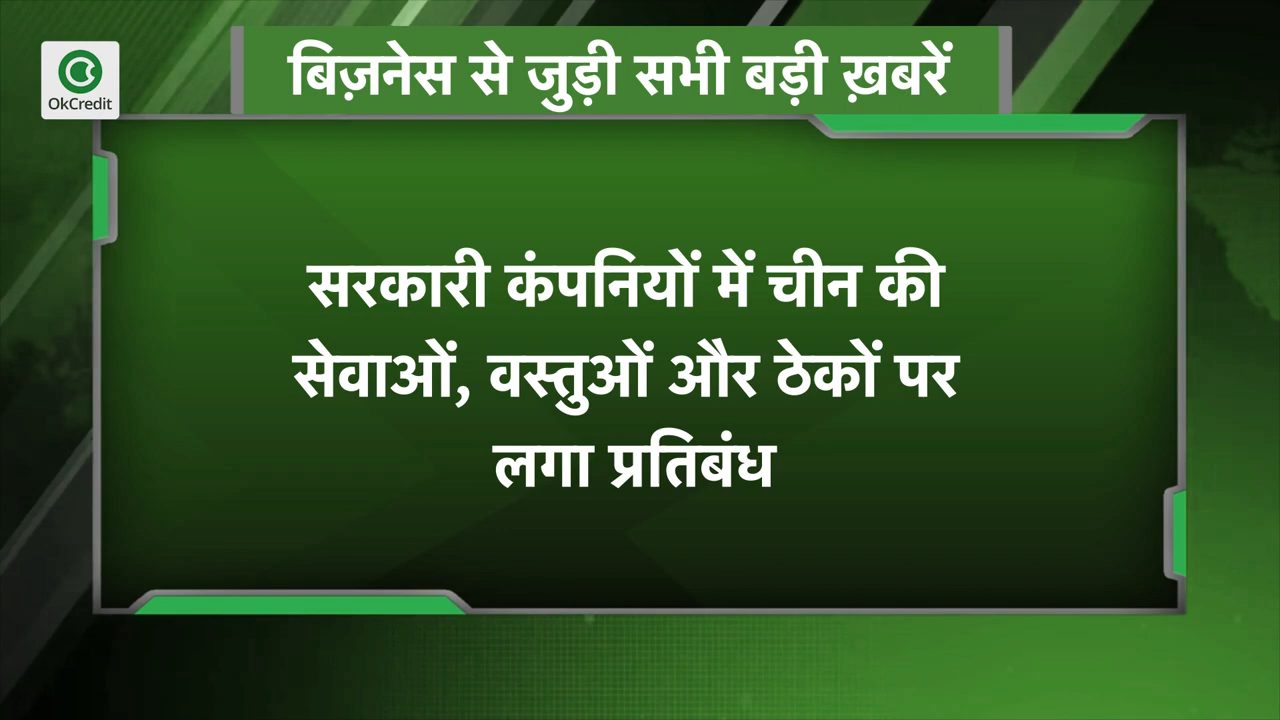 बिज़नेस से जुड़ी सभी बड़ी ख़बरें
OkCredit
सरकारी कंपनियों में चीन की
सेवाओं, वस्तुओं और ठेकों पर
लगा प्रतिबंध